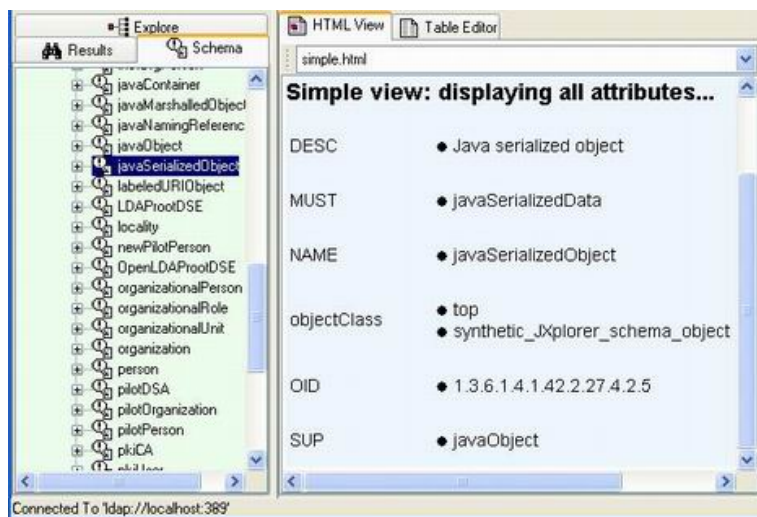 Explore
Results
Schema
javaContainer
javaMarshalledObject
javaNamingReferenc
javaObject
javaSerializedObject
labeledURIObject
LDAProotDSE
locality
newPilotPerson
OpenLDAProotDSE
organizationalPerson
organizationalRole
organizationalUnit
organization
person
pilotDSA
pilotOrganization
pilotPerson
pkiCA
HTML View
Table Editor
simple.html
Simple view: displaying all attributes...
DESC ● Java serialized object
MUST ● javaSerializedData
NAME ● javaSerializedObject
objectClass ● top
● synthetic_JXplorer_schema_object
OID ● 1.3.6.1.4.1.42.2.27.4.2.5
SUP ● javaObject
Connected To 'ldap://localhost:389'